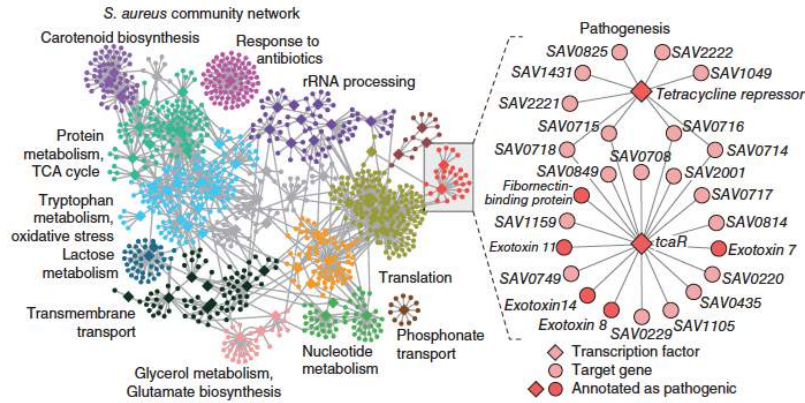 S. aureus community network
Carotenoid biosynthesis
Response to
antibiotics
rRNA processing
Protein
metabolism,
TCA cycle
Tryptophan
metabolism,
oxidative stress
Lactose
metabolism
Transmembrane
transport
Glycerol metabolism,
Glutamate biosynthesis
Nucleotide
metabolism
Translation
Phosphonate
transport
Pathogenesis
SAV0825
SAV2222
SAV1431
SAV1049
Tetracycline repressor
SAV2221
SAV0715
SAV0716
SAV0718
SAV0708
SAV0714
SAV0849
SAV2001
Fibornectin-
binding protein
SAV0717
SAV1159
SAV0814
Exotoxin 11
tcaR
Exotoxin 7
SAV0749
SAV0220
Exotoxin14
SAV0435
Exotoxin 8
SAV0229
SAV1105
Transcription factor
Target gene
Annotated as pathogenic